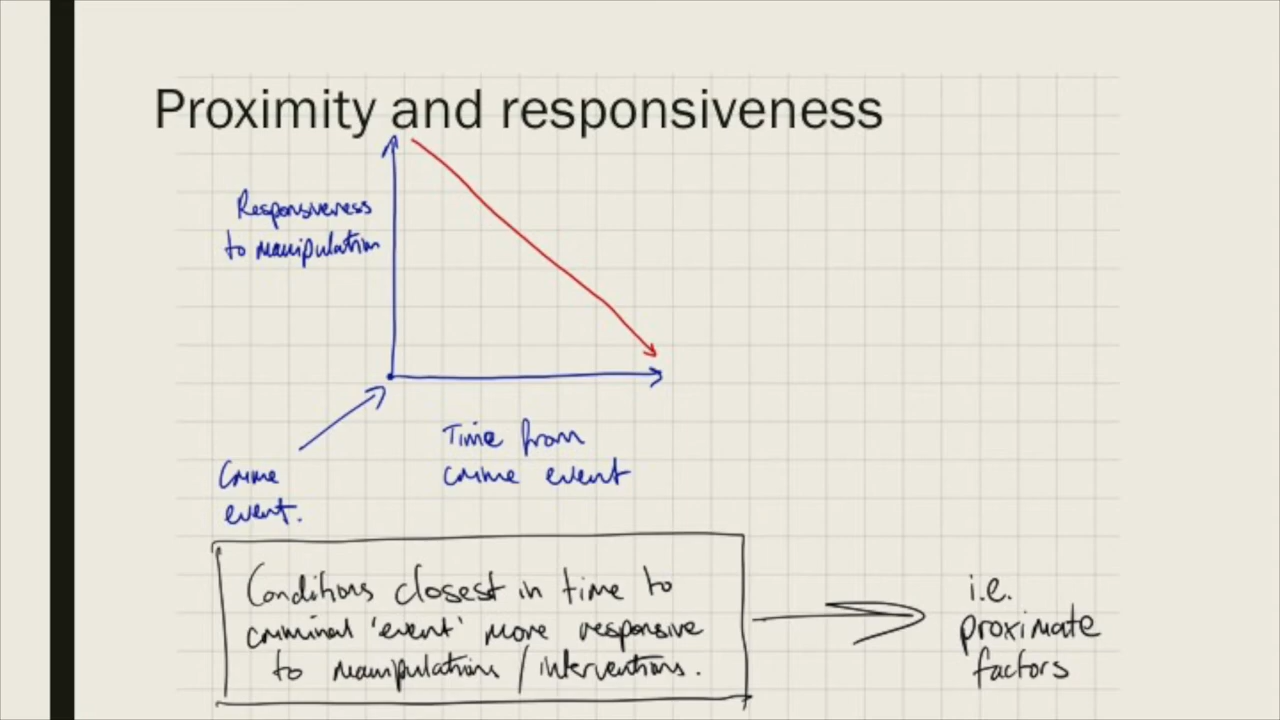 Proximity and responsiveness
Responsiveness
to manipulation
Time from
crime event
Crime
event.
Conditions closest in time to
criminal 'event' more responsive
to manipulations / interventions.
i.e.
proximate
factors